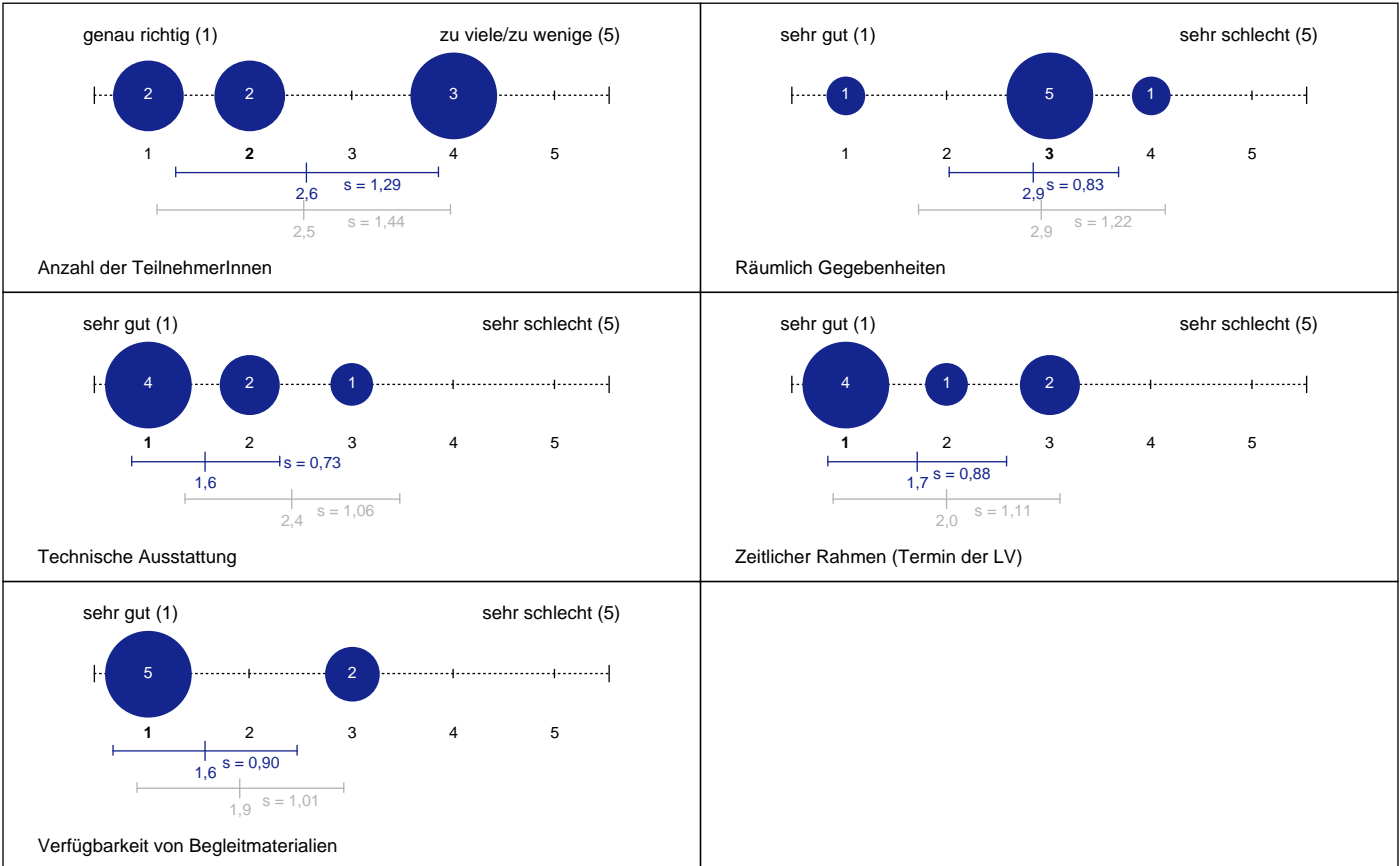 genau richtig (1) zu viele/zu wenige (5)
2 2 3
1 2 3 4 5
s = 1,29
2,6
s = 1,44
2,5
Anzahl der TeilnehmerInnen
sehr gut (1) sehr schlecht (5)
1 5 1
1 2 3 4 5
2,9 s = 0,83
s = 1,22
2,9
Räumlich Gegebenheiten
sehr gut (1) sehr schlecht (5)
4 2 1
1 2 3 4 5
s = 0,73
1,6
s = 1,06
2,4
Technische Ausstattung
sehr gut (1) sehr schlecht (5)
4 1 2
1 2 3 4 5
s = 0,88
1,7
s = 1,11
2,0
Zeitlicher Rahmen (Termin der LV)
sehr gut (1) sehr schlecht (5)
5 2
1 2 3 4 5
s = 0,90
1,6
s = 1,01
1,9
Verfügbarkeit von Begleitmaterialien